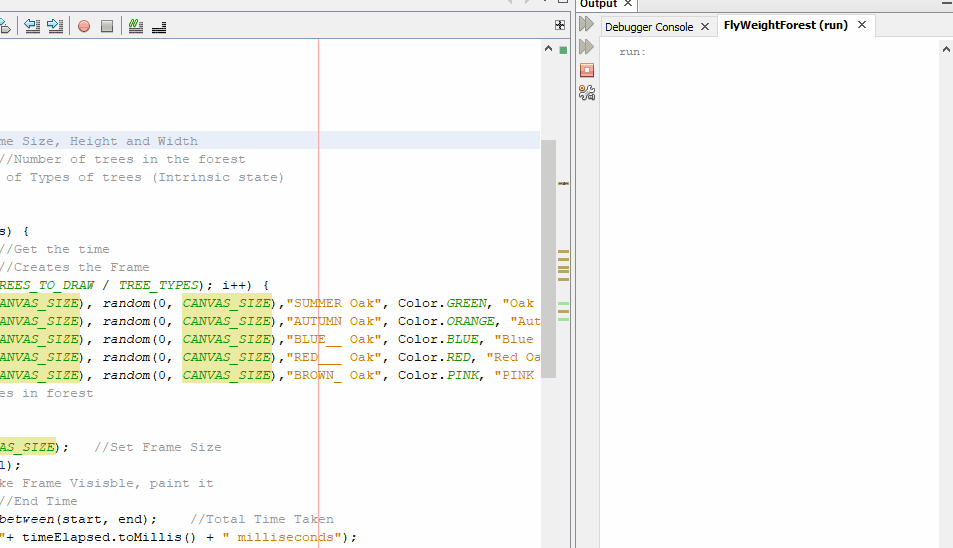 Output
Debugger Console
FlyWeightForest (run)
run:
me Size, Height and Width
//Number of trees in the forest
of Types of trees (Intrinsic state)
s) {
//Get the time
//Creates the Frame
REES_TO_DRAW / TREE_TYPES); i++) {
ANVAS_SIZE), random(0, CANVAS_SIZE),"SUMMER Oak", Color.GREEN, "Oak
ANVAS_SIZE), random(0, CANVAS_SIZE),"AUTUMN Oak", Color.ORANGE, "Aut
ANVAS_SIZE), random(0, CANVAS_SIZE),"BLUE__ Oak", Color.BLUE, "Blue
ANVAS_SIZE), random(0, CANVAS_SIZE),"RED___ Oak", Color.RED, "Red Oa
ANVAS_SIZE), random(0, CANVAS_SIZE),"BROWN_ Oak", Color.PINK, "PINK
es in forest
AS_SIZE); //Set Frame Size
l);
ke Frame Visisble, paint it
//End Time
between(start, end); //Total Time Taken
"+ timeElapsed.toMillis() + " milliseconds");